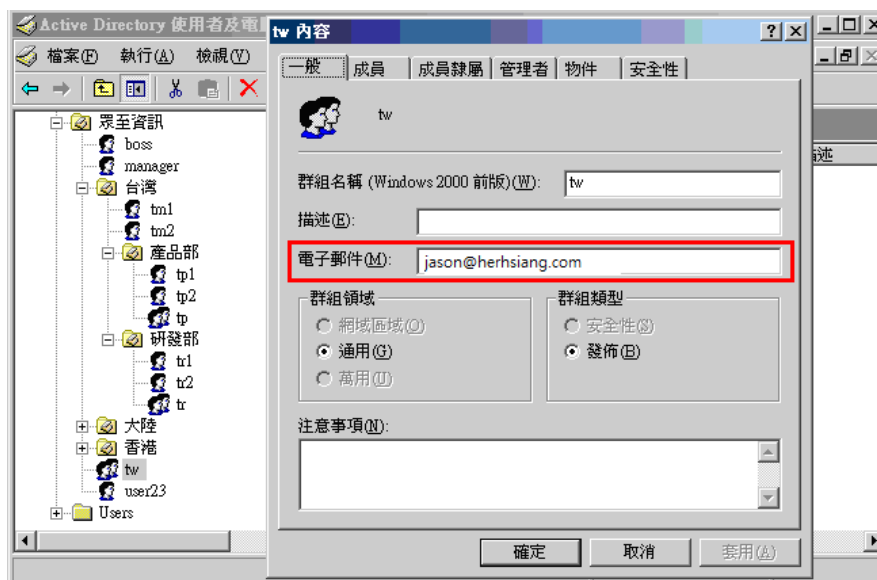 Active Directory 使用者及電
檔案(F) 執行(A) 檢視(V)
眾至資訊
boss
manager
台灣
tm1
tm2
產品部
tp1
tp2
tp
研發部
tr1
tr2
tr
大陸
香港
tw
user23
Users
tw 內容
一般 成員 成員隸屬 管理者 物件 安全性
tw
群組名稱 (Windows 2000 前版)(W): tw
描述(E):
電子郵件(M): jason@herhsiang.com
群組領域
網域區域(O)
通用(G)
萬用(U)
群組類型
安全性(S)
發佈(B)
注意事項(N):
確定 取消 套用(A)
描述